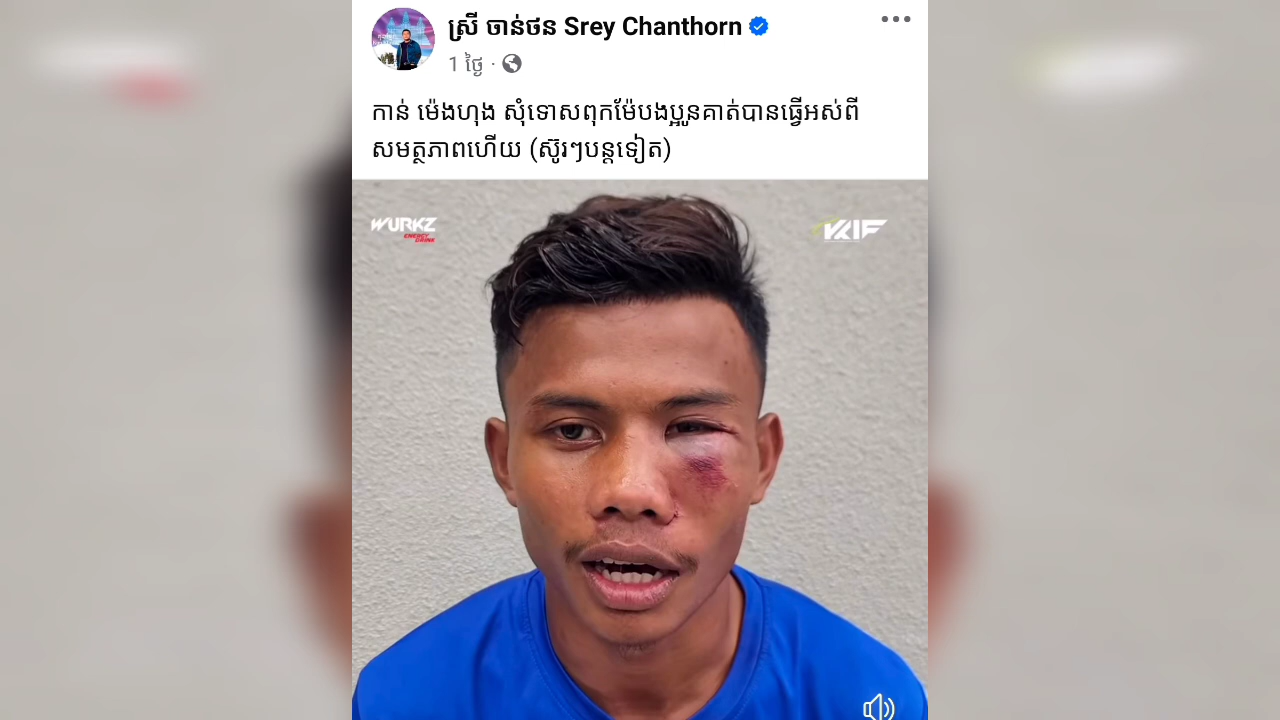 ស្រី ចាន់ថន Srey Chanthorn
1 ថ្ងៃ ·
កាន់ ម៉េងហុង សុំទោសពុកម៉ែបងប្អូនគាត់បានធ្វើអស់ពី
សមត្ថភាពហើយ (ស៊ូរៗបន្តទៀត)
WURKZ
ENERGY
DRINK